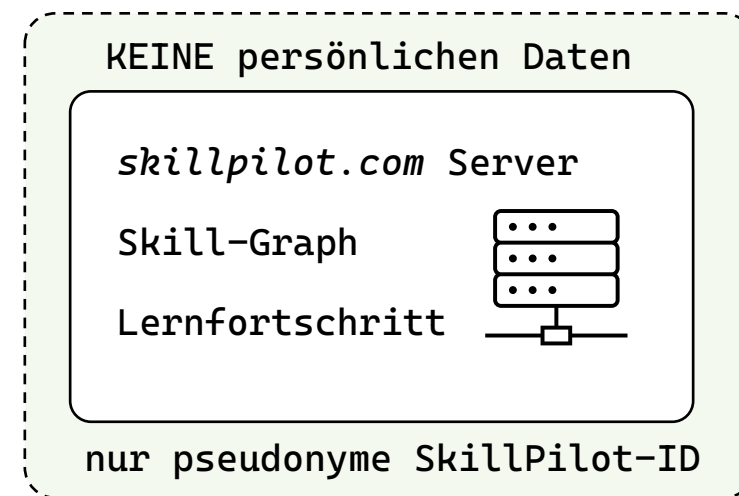 KEINE persönlichen Daten
skillpilot.com Server
Skill-Graph
Lernfortschritt
nur pseudonyme SkillPilot-ID